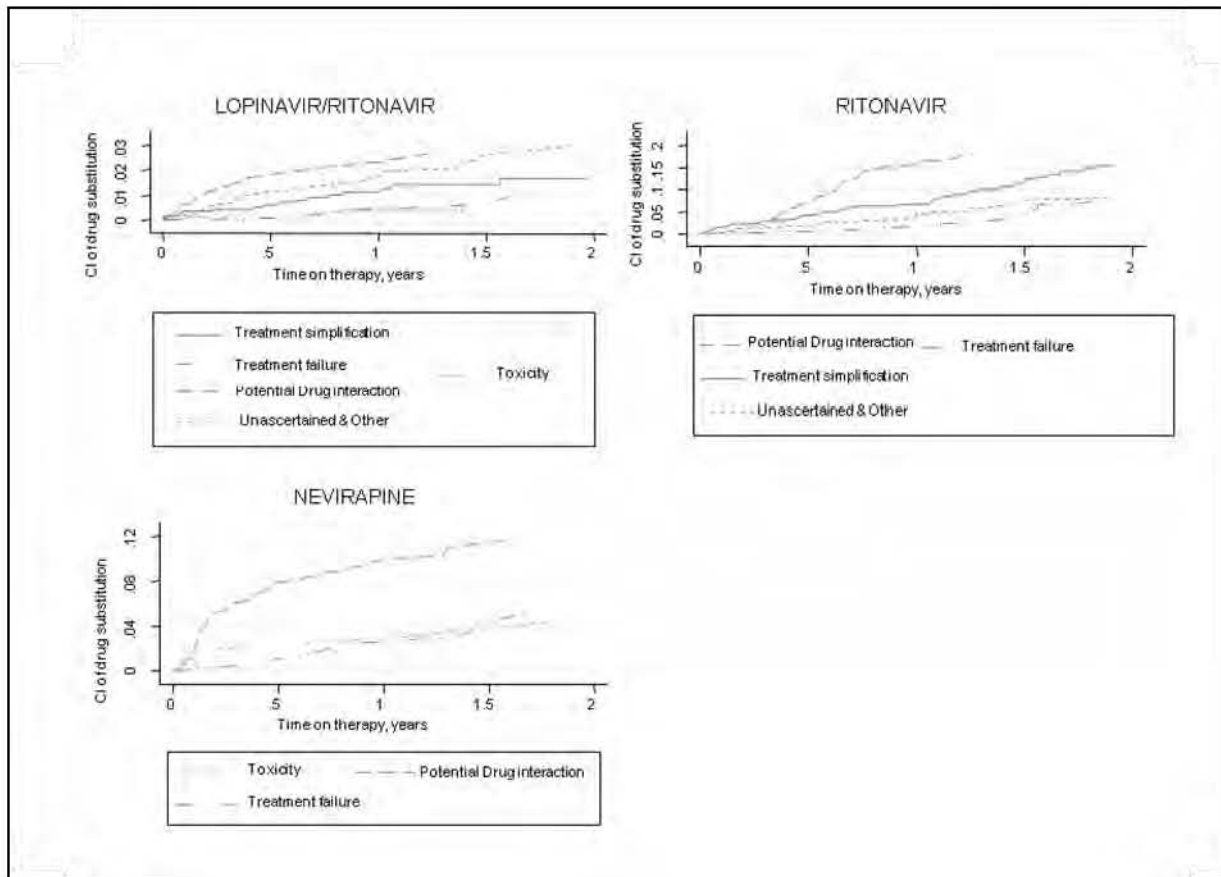 LOPINAVIR/RITONAVIR
CI of drug substitution
0 .01 .02 .03
0 .5 1 1.5 2
Time on therapy, years
Treatment simplification
Treatment failure
Toxicity
Potential Drug interaction
Unascertained & Other
RITONAVIR
CI of drug substitution
0 .05 .1 .15 .2
0 .5 1 1.5 2
Time on therapy, years
Potential Drug interaction
Treatment failure
Treatment simplification
Unascertained & Other
NEVIRAPINE
CI of drug substitution
0 .04 .08 .12
0 .5 1 1.5 2
Time on therapy, years
Toxicity
Potential Drug interaction
Treatment failure